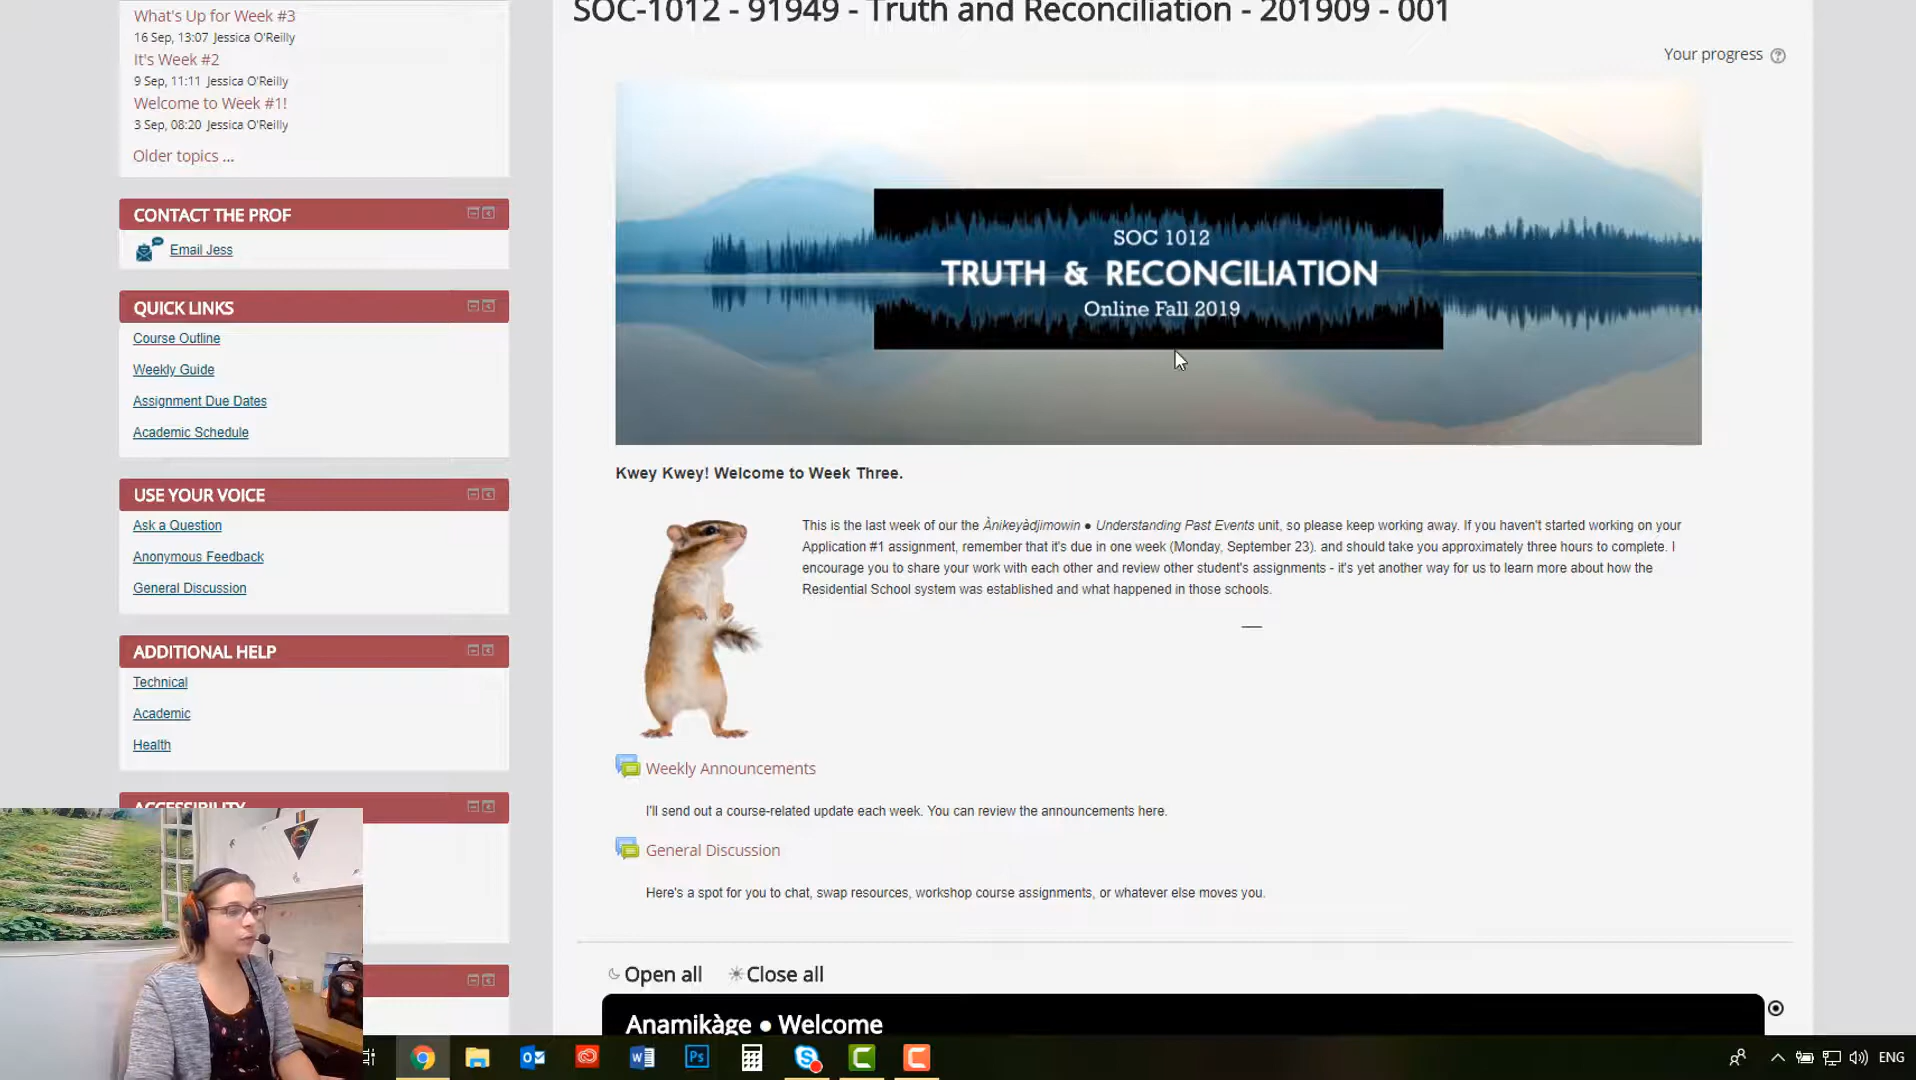 What's Up for Week #3
16 Sep, 13:07 Jessica O'Reilly
It's Week #2
9 Sep, 11:11 Jessica O'Reilly
Welcome to Week #1!
3 Sep, 08:20 Jessica O'Reilly
Older topics ...
CONTACT THE PROF
Email Jess
QUICK LINKS
Course Outline
Weekly Guide
Assignment Due Dates
Academic Schedule
USE YOUR VOICE
Ask a Question
Anonymous Feedback
General Discussion
ADDITIONAL HELP
Technical
Academic
Health
ACCESSIBILITY
SOC-1012 - 91949 - Truth and Reconciliation - 201909 - 001
Your progress
SOC 1012
TRUTH & RECONCILIATION
Online Fall 2019
Kwey Kwey! Welcome to Week Three.
This is the last week of our the Ànikeyàdjimowin ● Understanding Past Events unit, so please keep working away. If you haven't started working on your
Application #1 assignment, remember that it's due in one week (Monday, September 23). and should take you approximately three hours to complete. I
encourage you to share your work with each other and review other student's assignments - it's yet another way for us to learn more about how the
Residential School system was established and what happened in those schools.
Weekly Announcements
I'll send out a course-related update each week. You can review the announcements here.
General Discussion
Here's a spot for you to chat, swap resources, workshop course assignments, or whatever else moves you.
Open all Close all
Anamikàge ● Welcome
ENG